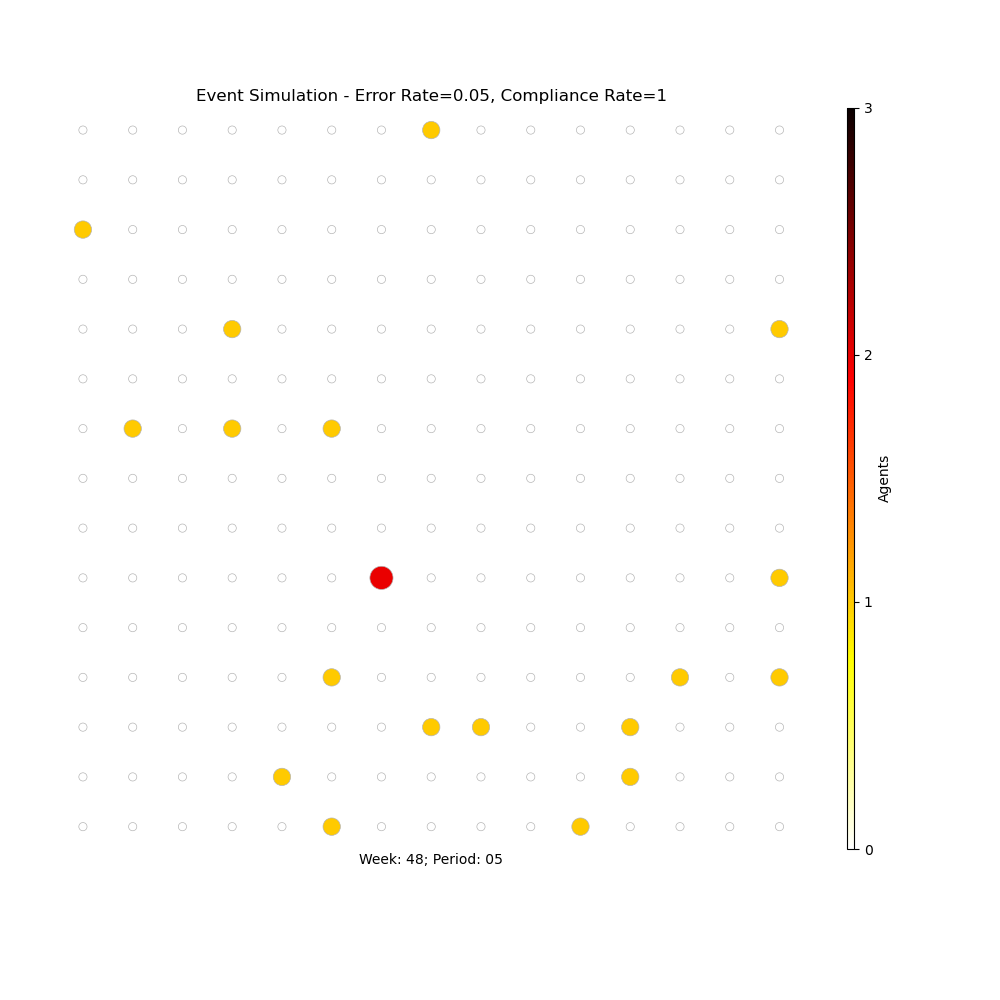 Event Simulation - Error Rate=0.05, Compliance Rate=1
3
2
Agents
1
0
Week: 48; Period: 05